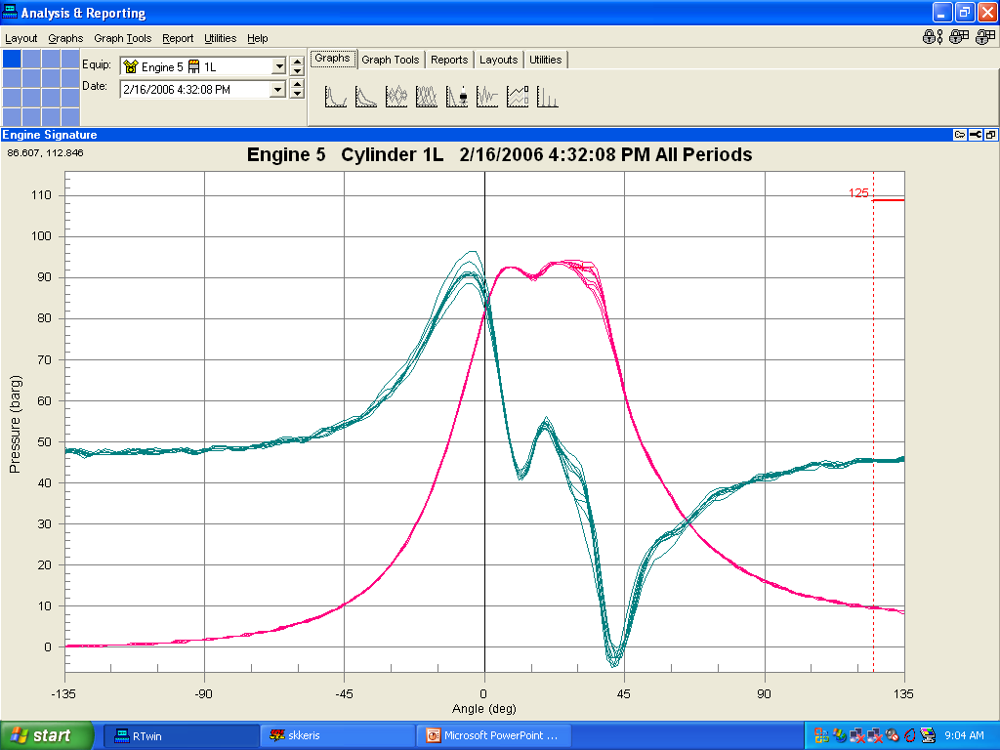 Analysis & Reporting
Layout Graphs Graph Tools Report Utilities Help
Equip: Engine 5 1L
Date: 2/16/2006 4:32:08 PM
Graphs Graph Tools Reports Layouts Utilities
Engine Signature
86.607, 112.846
Engine 5 Cylinder 1L 2/16/2006 4:32:08 PM All Periods
125
110
100
90
80
70
60
50
40
30
20
10
0
Pressure (barg)
-135 -90 -45 0 45 90 135
Angle (deg)
start RTwin skkeris Microsoft PowerPoint ... 9:04 AM